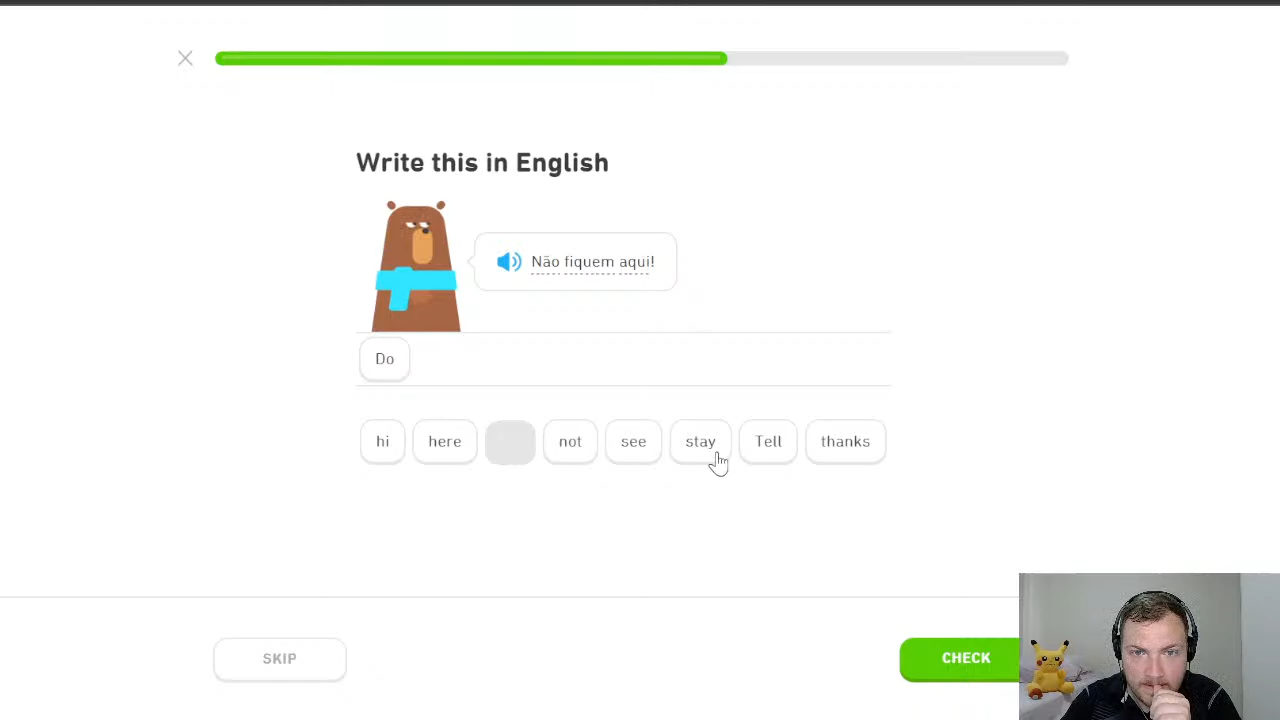 Write this in English
Não fiquem aqui!
Do
hi here not see stay Tell thanks
SKIP CHECK